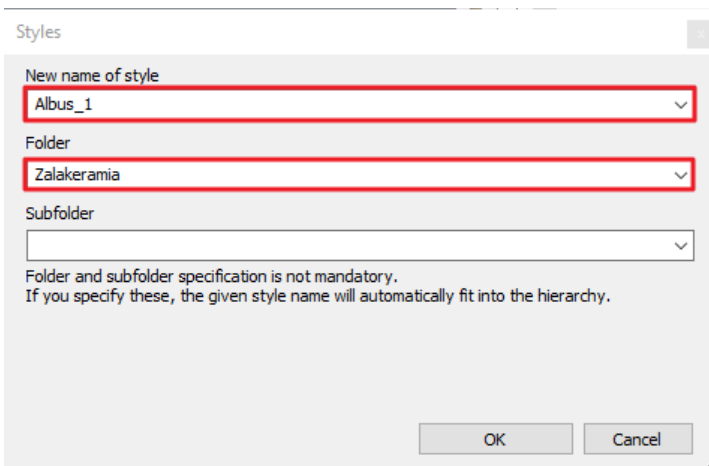 Styles
New name of style
Albus_1
Folder
Zalakeramia
Subfolder
Folder and subfolder specification is not mandatory.
If you specify these, the given style name will automatically fit into the hierarchy.
OK Cancel